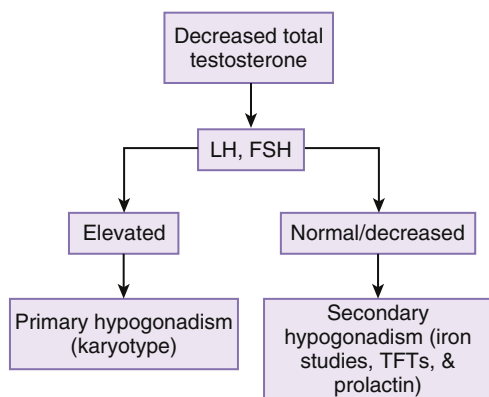 Decreased total
testosterone
LH, FSH
Elevated
Normal/decreased
Primary hypogonadism
(karyotype)
Secondary
hypogonadism (iron
studies, TFTs, &
prolactin)